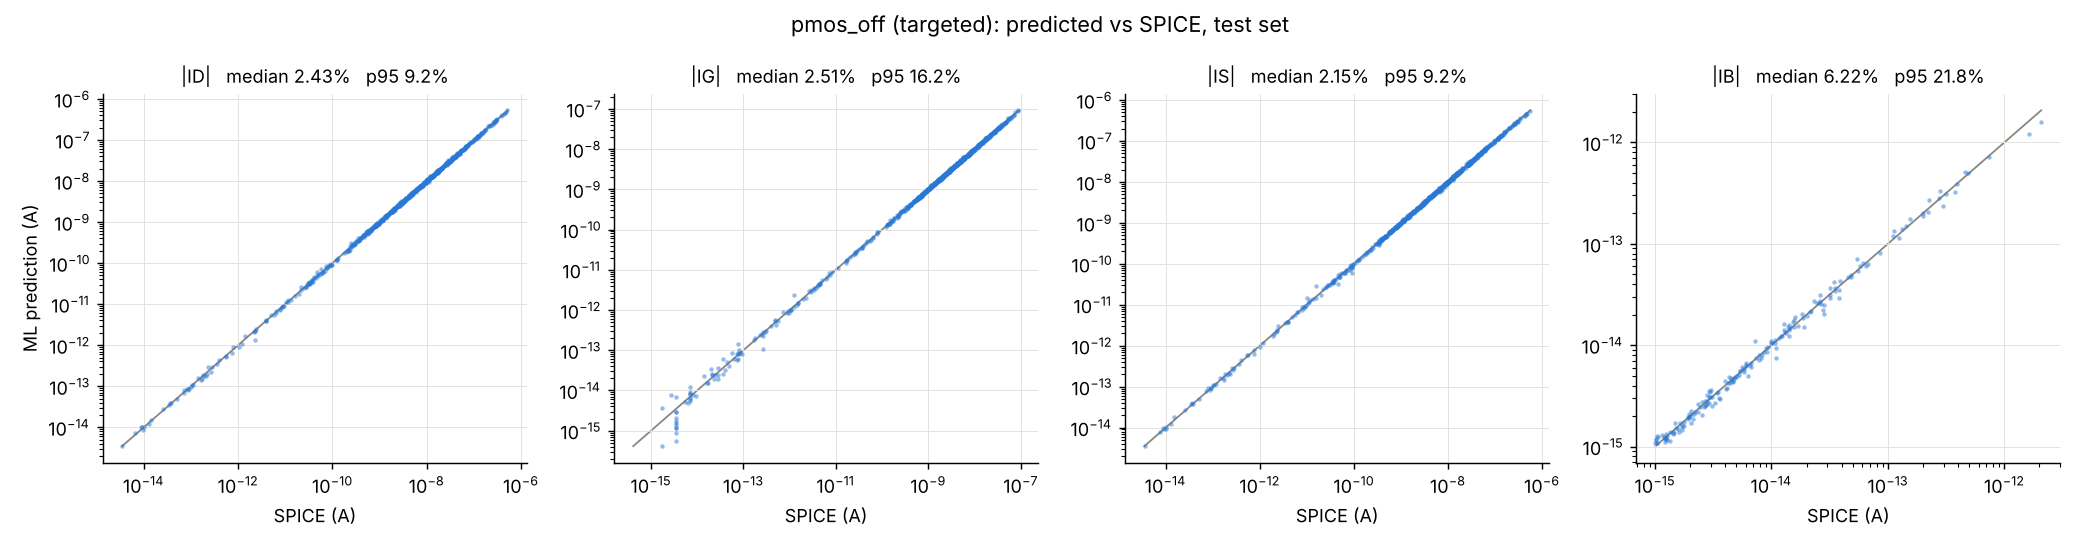 pmos_off (targeted): predicted vs SPICE, test set
|ID| median 2.43% p95 9.2%
ML prediction (A)
10⁻⁶
10⁻⁷
10⁻⁸
10⁻⁹
10⁻¹⁰
10⁻¹¹
10⁻¹²
10⁻¹³
10⁻¹⁴
10⁻¹⁴ 10⁻¹² 10⁻¹⁰ 10⁻⁸ 10⁻⁶
SPICE (A)
|IG| median 2.51% p95 16.2%
10⁻⁷
10⁻⁸
10⁻⁹
10⁻¹⁰
10⁻¹¹
10⁻¹²
10⁻¹³
10⁻¹⁴
10⁻¹⁵
10⁻¹⁵ 10⁻¹³ 10⁻¹¹ 10⁻⁹ 10⁻⁷
SPICE (A)
|IS| median 2.15% p95 9.2%
10⁻⁶
10⁻⁷
10⁻⁸
10⁻⁹
10⁻¹⁰
10⁻¹¹
10⁻¹²
10⁻¹³
10⁻¹⁴
10⁻¹⁴ 10⁻¹² 10⁻¹⁰ 10⁻⁸ 10⁻⁶
SPICE (A)
|IB| median 6.22% p95 21.8%
10⁻¹²
10⁻¹³
10⁻¹⁴
10⁻¹⁵
10⁻¹⁵ 10⁻¹⁴ 10⁻¹³ 10⁻¹²
SPICE (A)